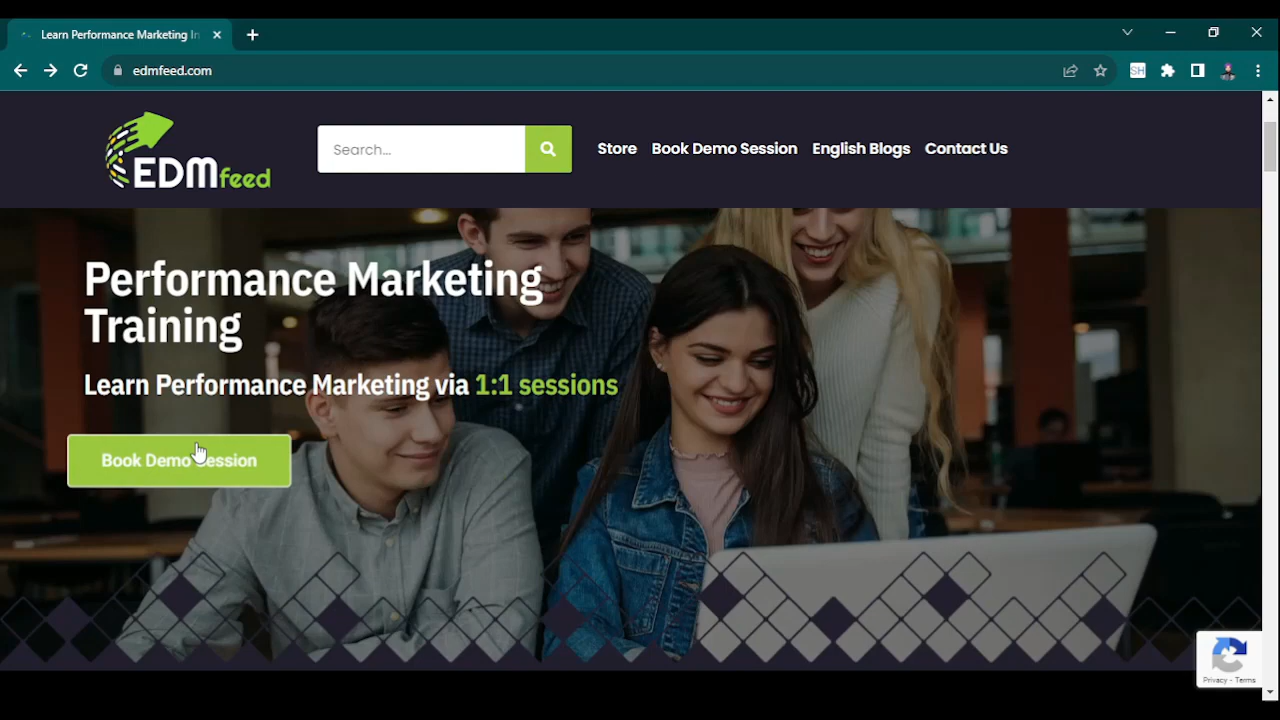 Learn Performance Marketing In
edmfeed.com
SH
EDMfeed
Search...
Store
Book Demo Session
English Blogs
Contact Us
Performance Marketing
Training
Learn Performance Marketing via 1:1 sessions
Book Demo Session
Privacy - Terms